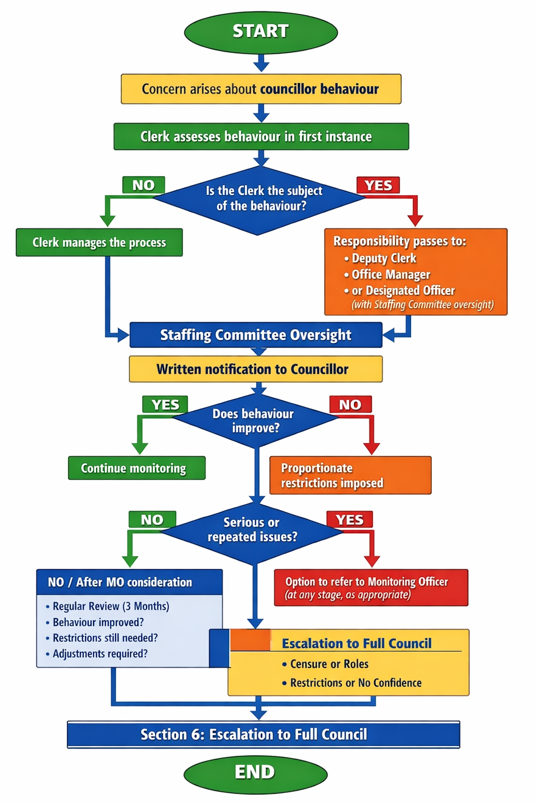 START
Concern arises about councillor behaviour
Clerk assesses behaviour in first instance
Is the Clerk the subject
of the behaviour?
NO
YES
Clerk manages the process
Responsibility passes to:
• Deputy Clerk
• Office Manager
• or Designated Officer
(with Staffing Committee oversight)
Staffing Committee Oversight
Written notification to Councillor
YES
NO
Does behaviour
improve?
Continue monitoring
Proportionate
restrictions imposed
NO
YES
Serious or
repeated issues?
NO / After MO consideration
• Regular Review (3 Months)
• Behaviour improved?
• Restrictions still needed?
• Adjustments required?
Option to refer to Monitoring Officer
(at any stage, as appropriate)
Escalation to Full Council
• Censure or Roles
• Restrictions or No Confidence
Section 6: Escalation to Full Council
END